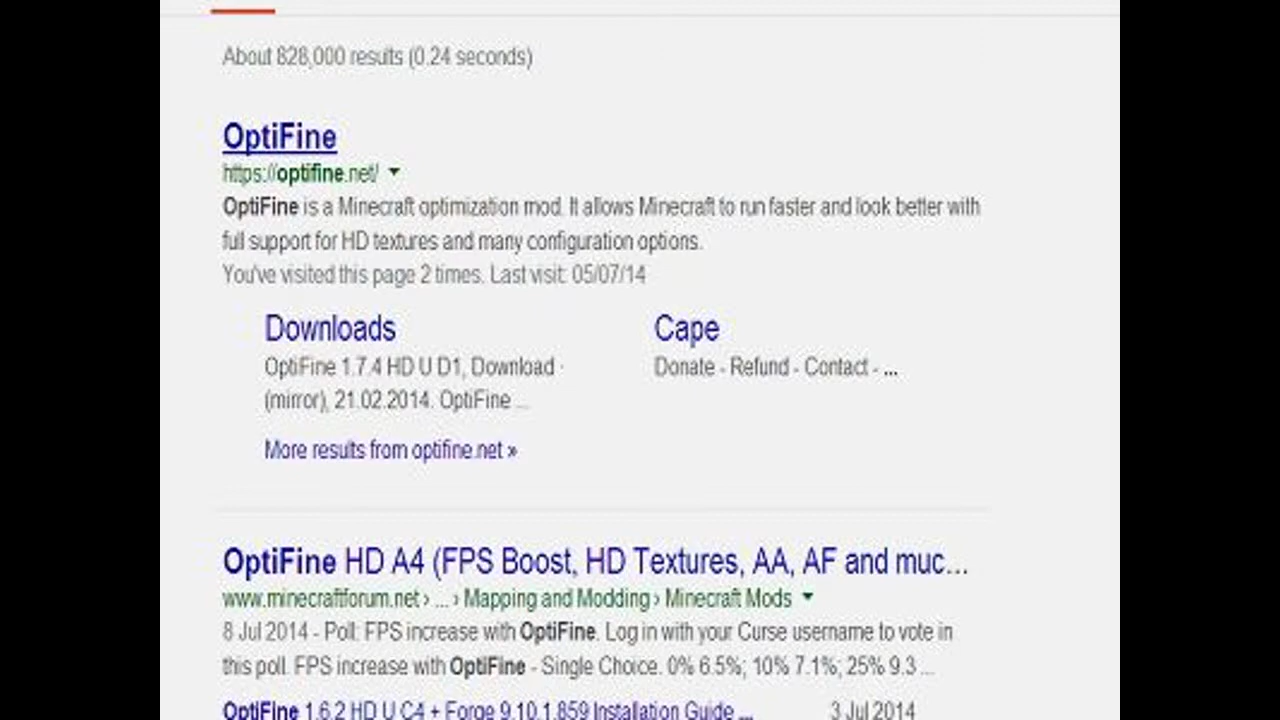 About 828,000 results (0.24 seconds)
OptiFine
https://optifine.net/
OptiFine is a Minecraft optimization mod. It allows Minecraft to run faster and look better with
full support for HD textures and many configuration options.
You've visited this page 2 times. Last visit: 05/07/14
Downloads
OptiFine 1.7.4 HD U D1, Download ·
(mirror), 21.02.2014. OptiFine ...
Cape
Donate - Refund - Contact - ...
More results from optifine.net »
OptiFine HD A4 (FPS Boost, HD Textures, AA, AF and muc...
www.minecraftforum.net › ... › Mapping and Modding › Minecraft Mods
8 Jul 2014 - Poll: FPS increase with OptiFine. Log in with your Curse username to vote in
this poll. FPS increase with OptiFine - Single Choice. 0% 6.5%; 10% 7.1%; 25% 9.3 ...
OptiFine 1.6.2 HD U C4 + Forge 9.10.1.859 Installation Guide ... 3 Jul 2014